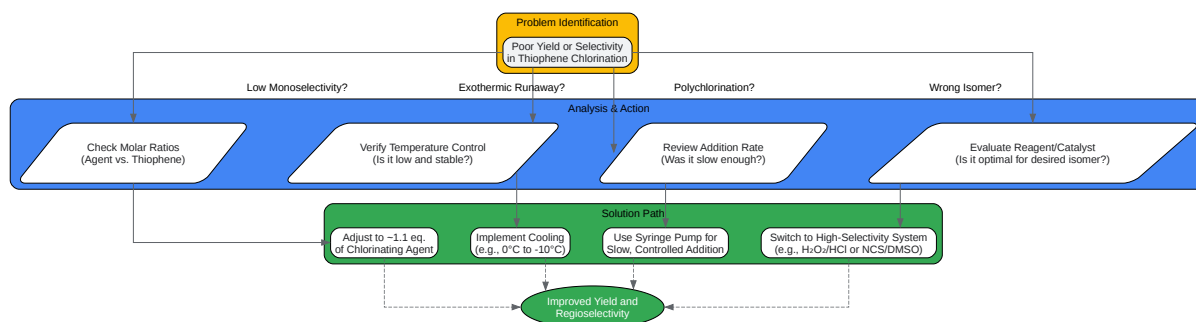 Problem Identification
Poor Yield or Selectivity
in Thiophene Chlorination
Low Monoselectivity?
Exothermic Runaway?
Polychlorination?
Wrong Isomer?
Analysis & Action
Check Molar Ratios
(Agent vs. Thiophene)
Verify Temperature Control
(Is it low and stable?)
Review Addition Rate
(Was it slow enough?)
Evaluate Reagent/Catalyst
(Is it optimal for desired isomer?)
Solution Path
Adjust to ~1.1 eq.
of Chlorinating Agent
Implement Cooling
(e.g., 0°C to -10°C)
Use Syringe Pump for
Slow, Controlled Addition
Switch to High-Selectivity System
(e.g., H₂O₂/HCl or NCS/DMSO)
Improved Yield and
Regioselectivity